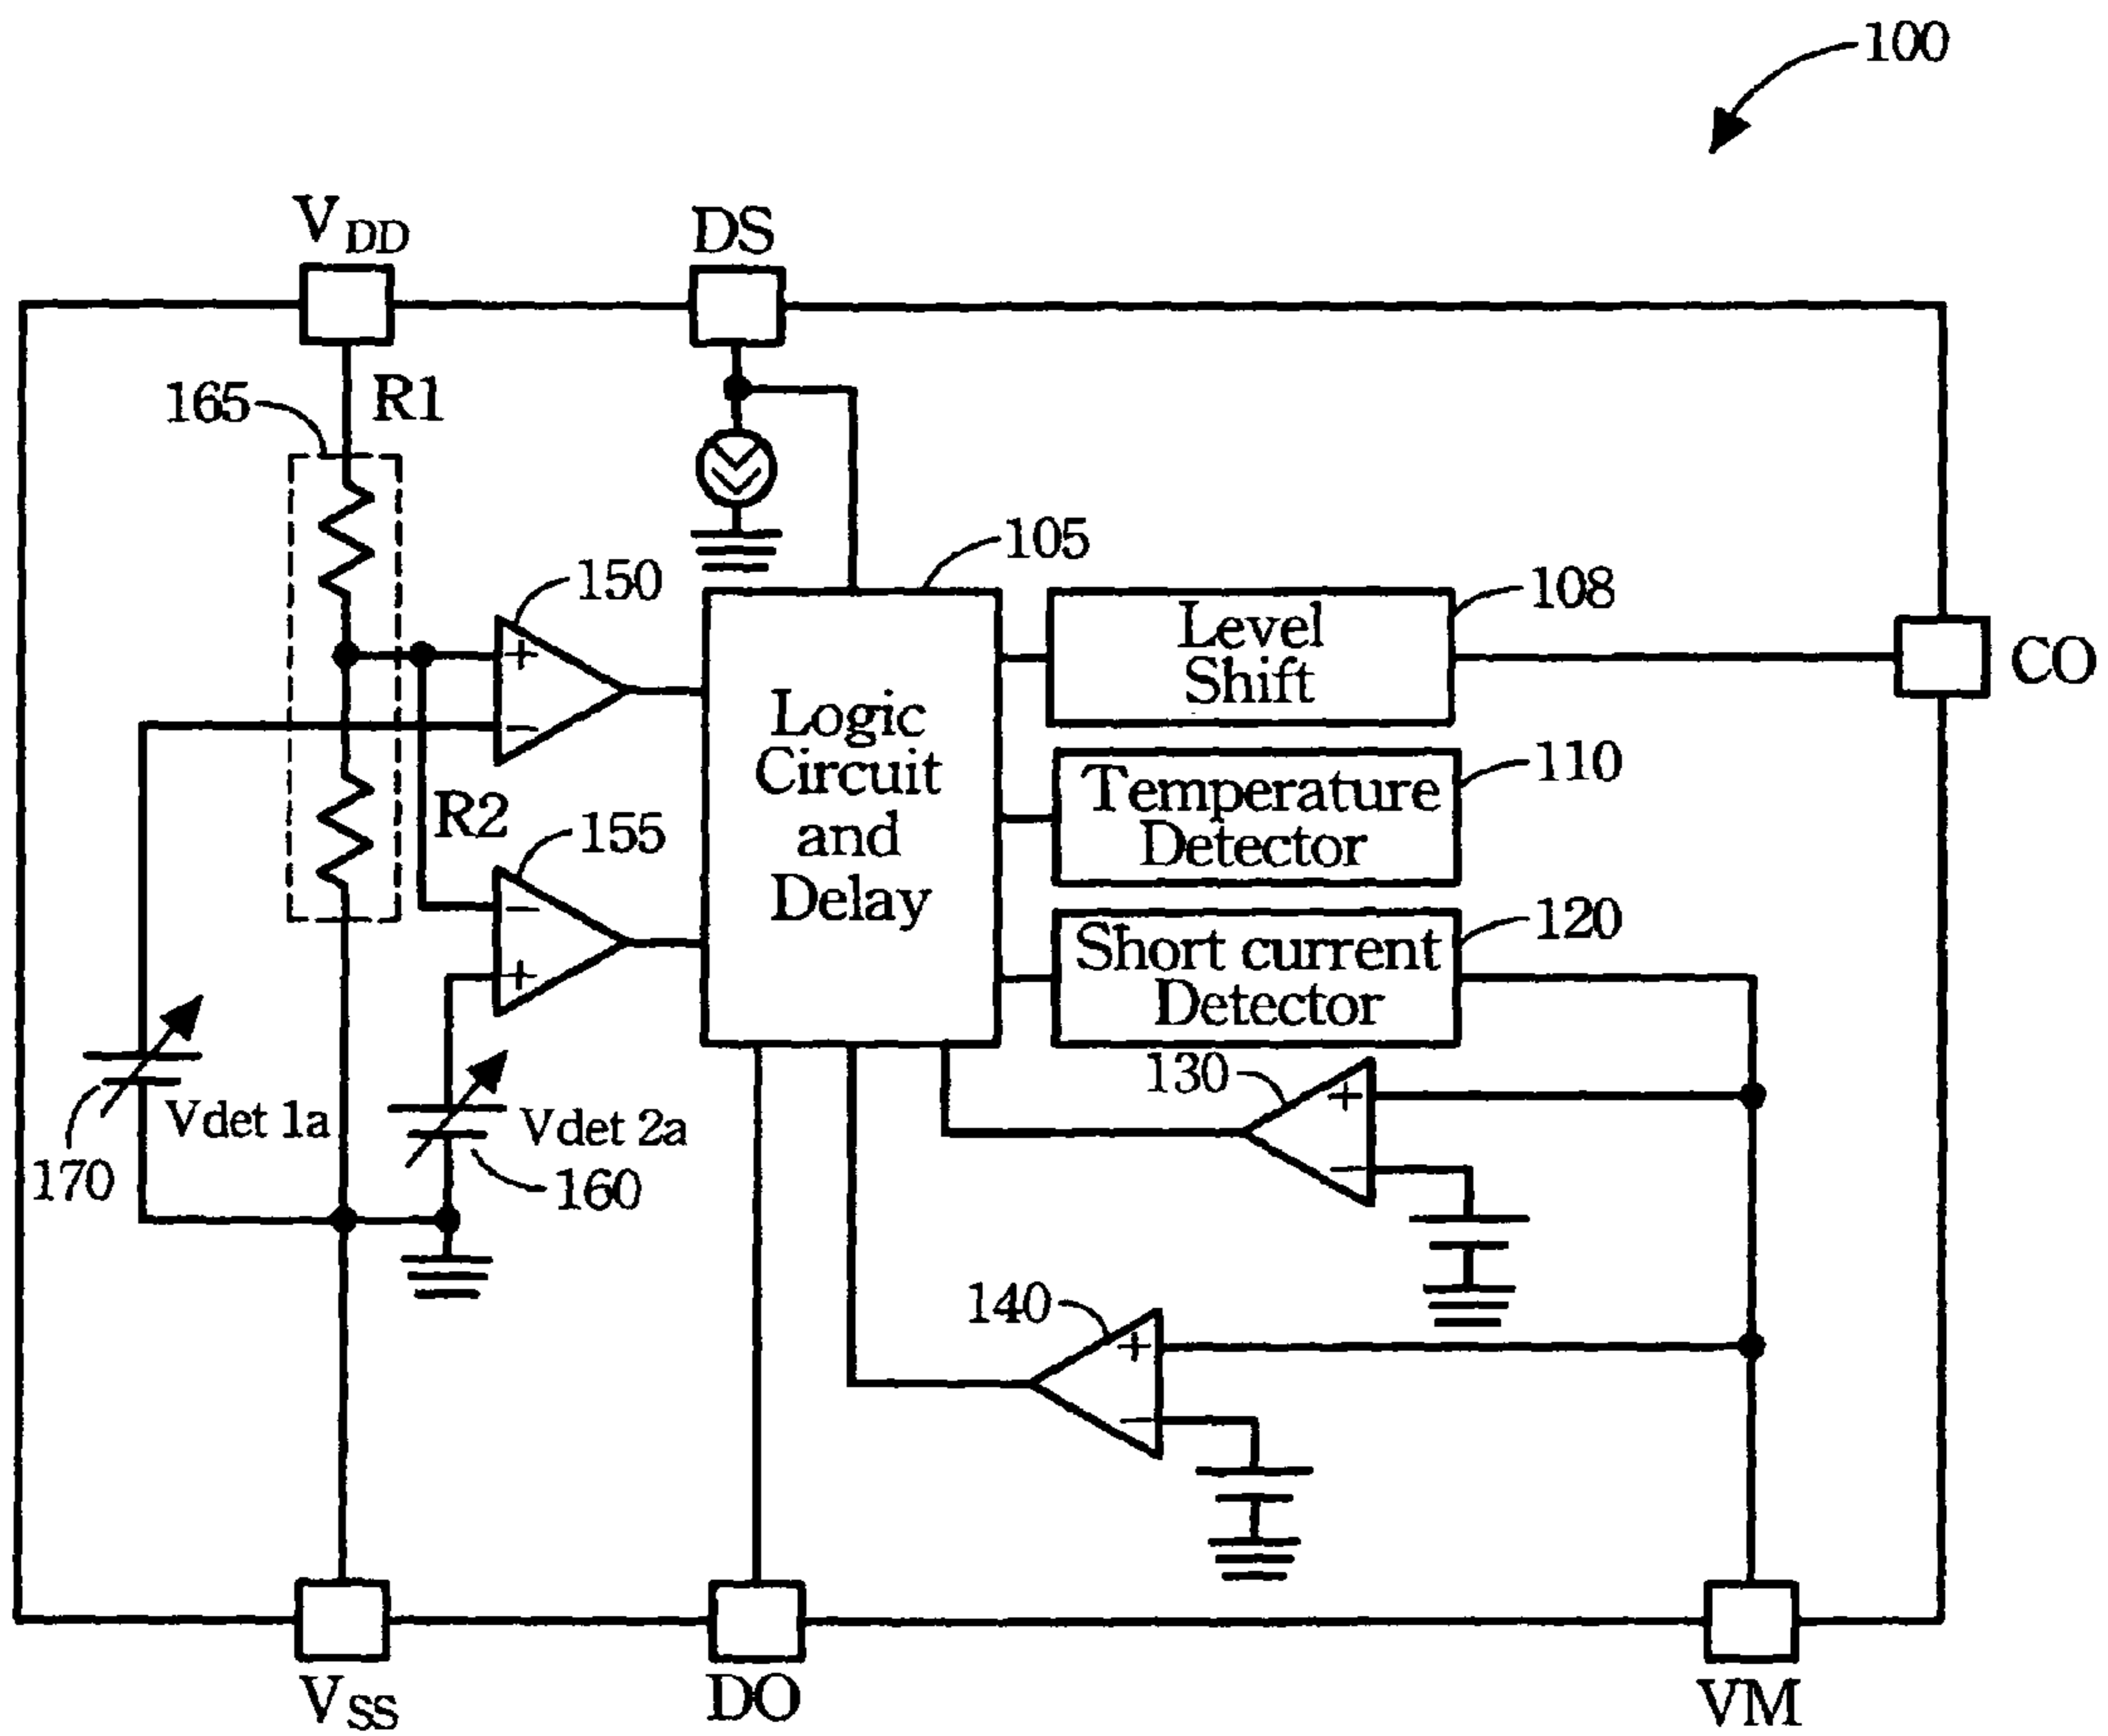 100
VDD
DS
165
R1
150
105
108
Level
Shift
CO
+
−
Logic
Circuit
and
Delay
110
Temperature
Detector
R2
155
−
+
120
Short current
Detector
130
+
−
Vdet 1a
170
Vdet 2a
160
140
+
−
VSS
DO
VM